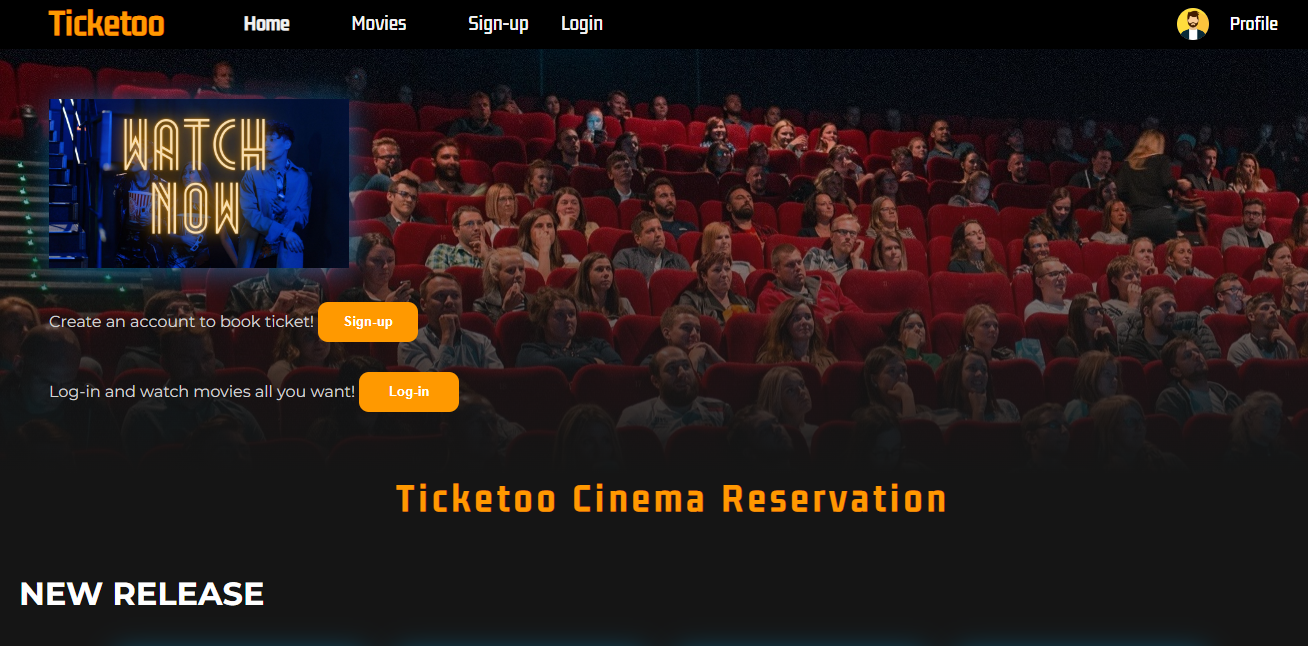 Ticketoo Home Movies Sign-up Login Profile
WATCH
NOW
Create an account to book ticket! Sign-up
Log-in and watch movies all you want! Log-in
Ticketoo Cinema Reservation
NEW RELEASE